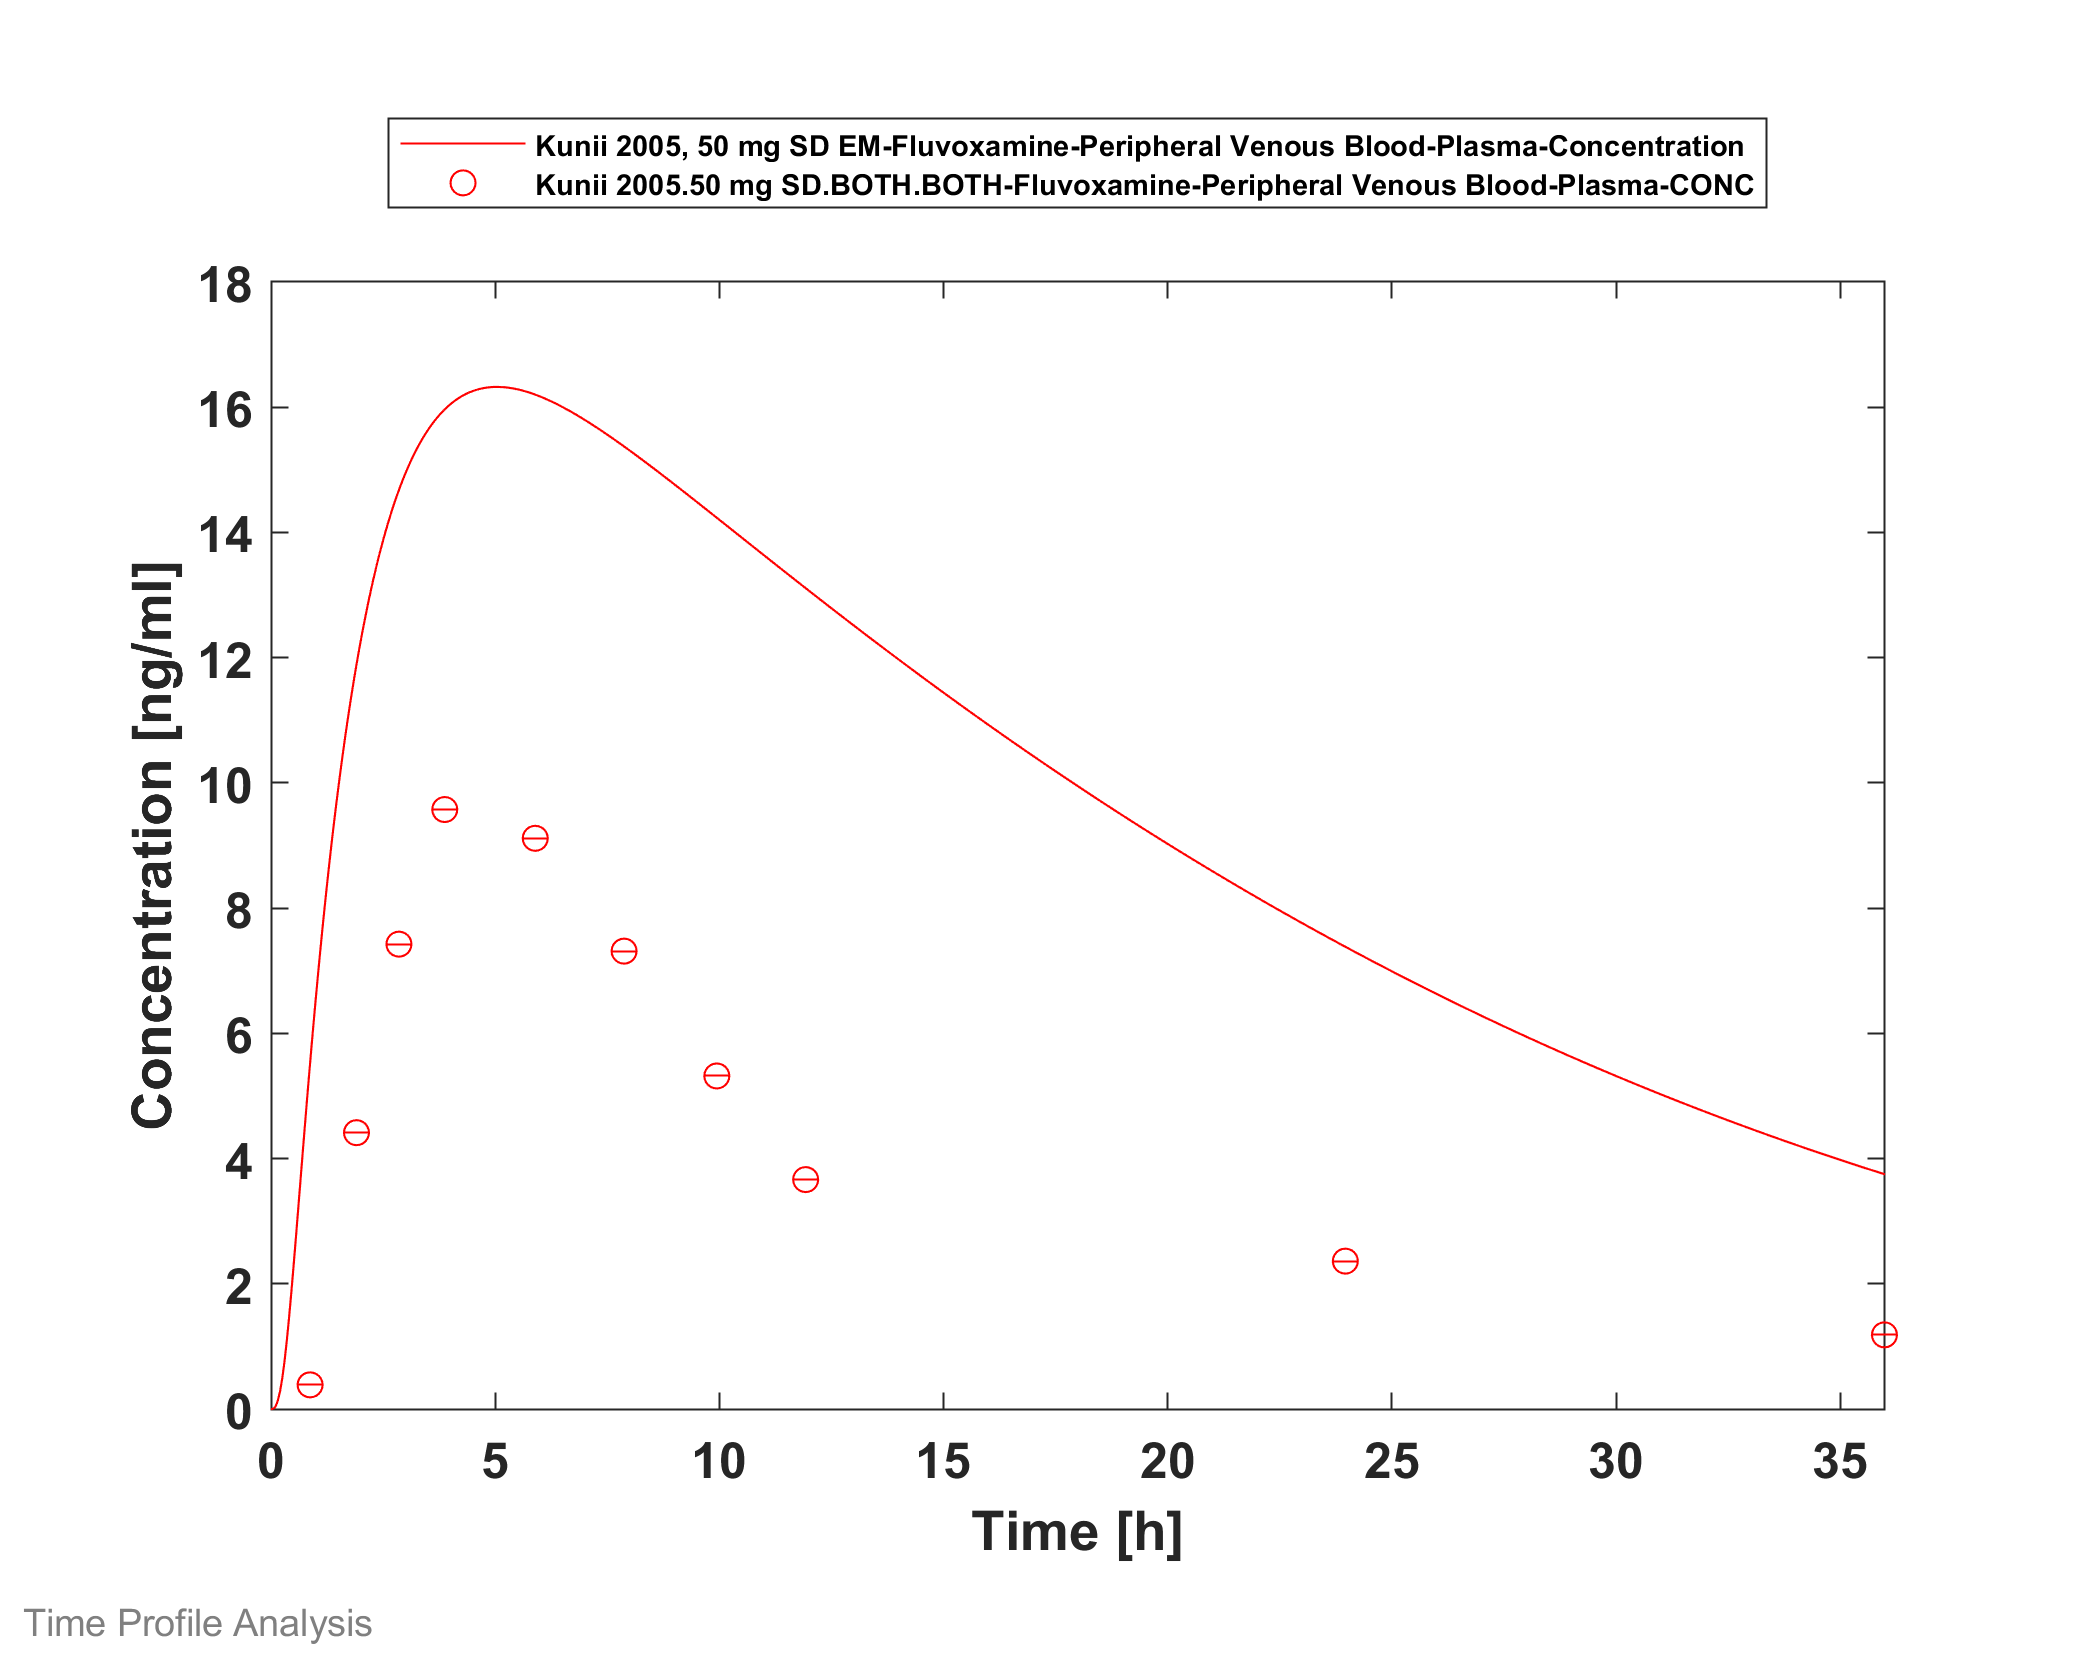 Kunii 2005, 50 mg SD EM-Fluvoxamine-Peripheral Venous Blood-Plasma-Concentration
Kunii 2005.50 mg SD.BOTH.BOTH-Fluvoxamine-Peripheral Venous Blood-Plasma-CONC
18
16
14
12
10
8
6
4
2
0
Concentration [ng/ml]
0 5 10 15 20 25 30 35
Time [h]
Time Profile Analysis